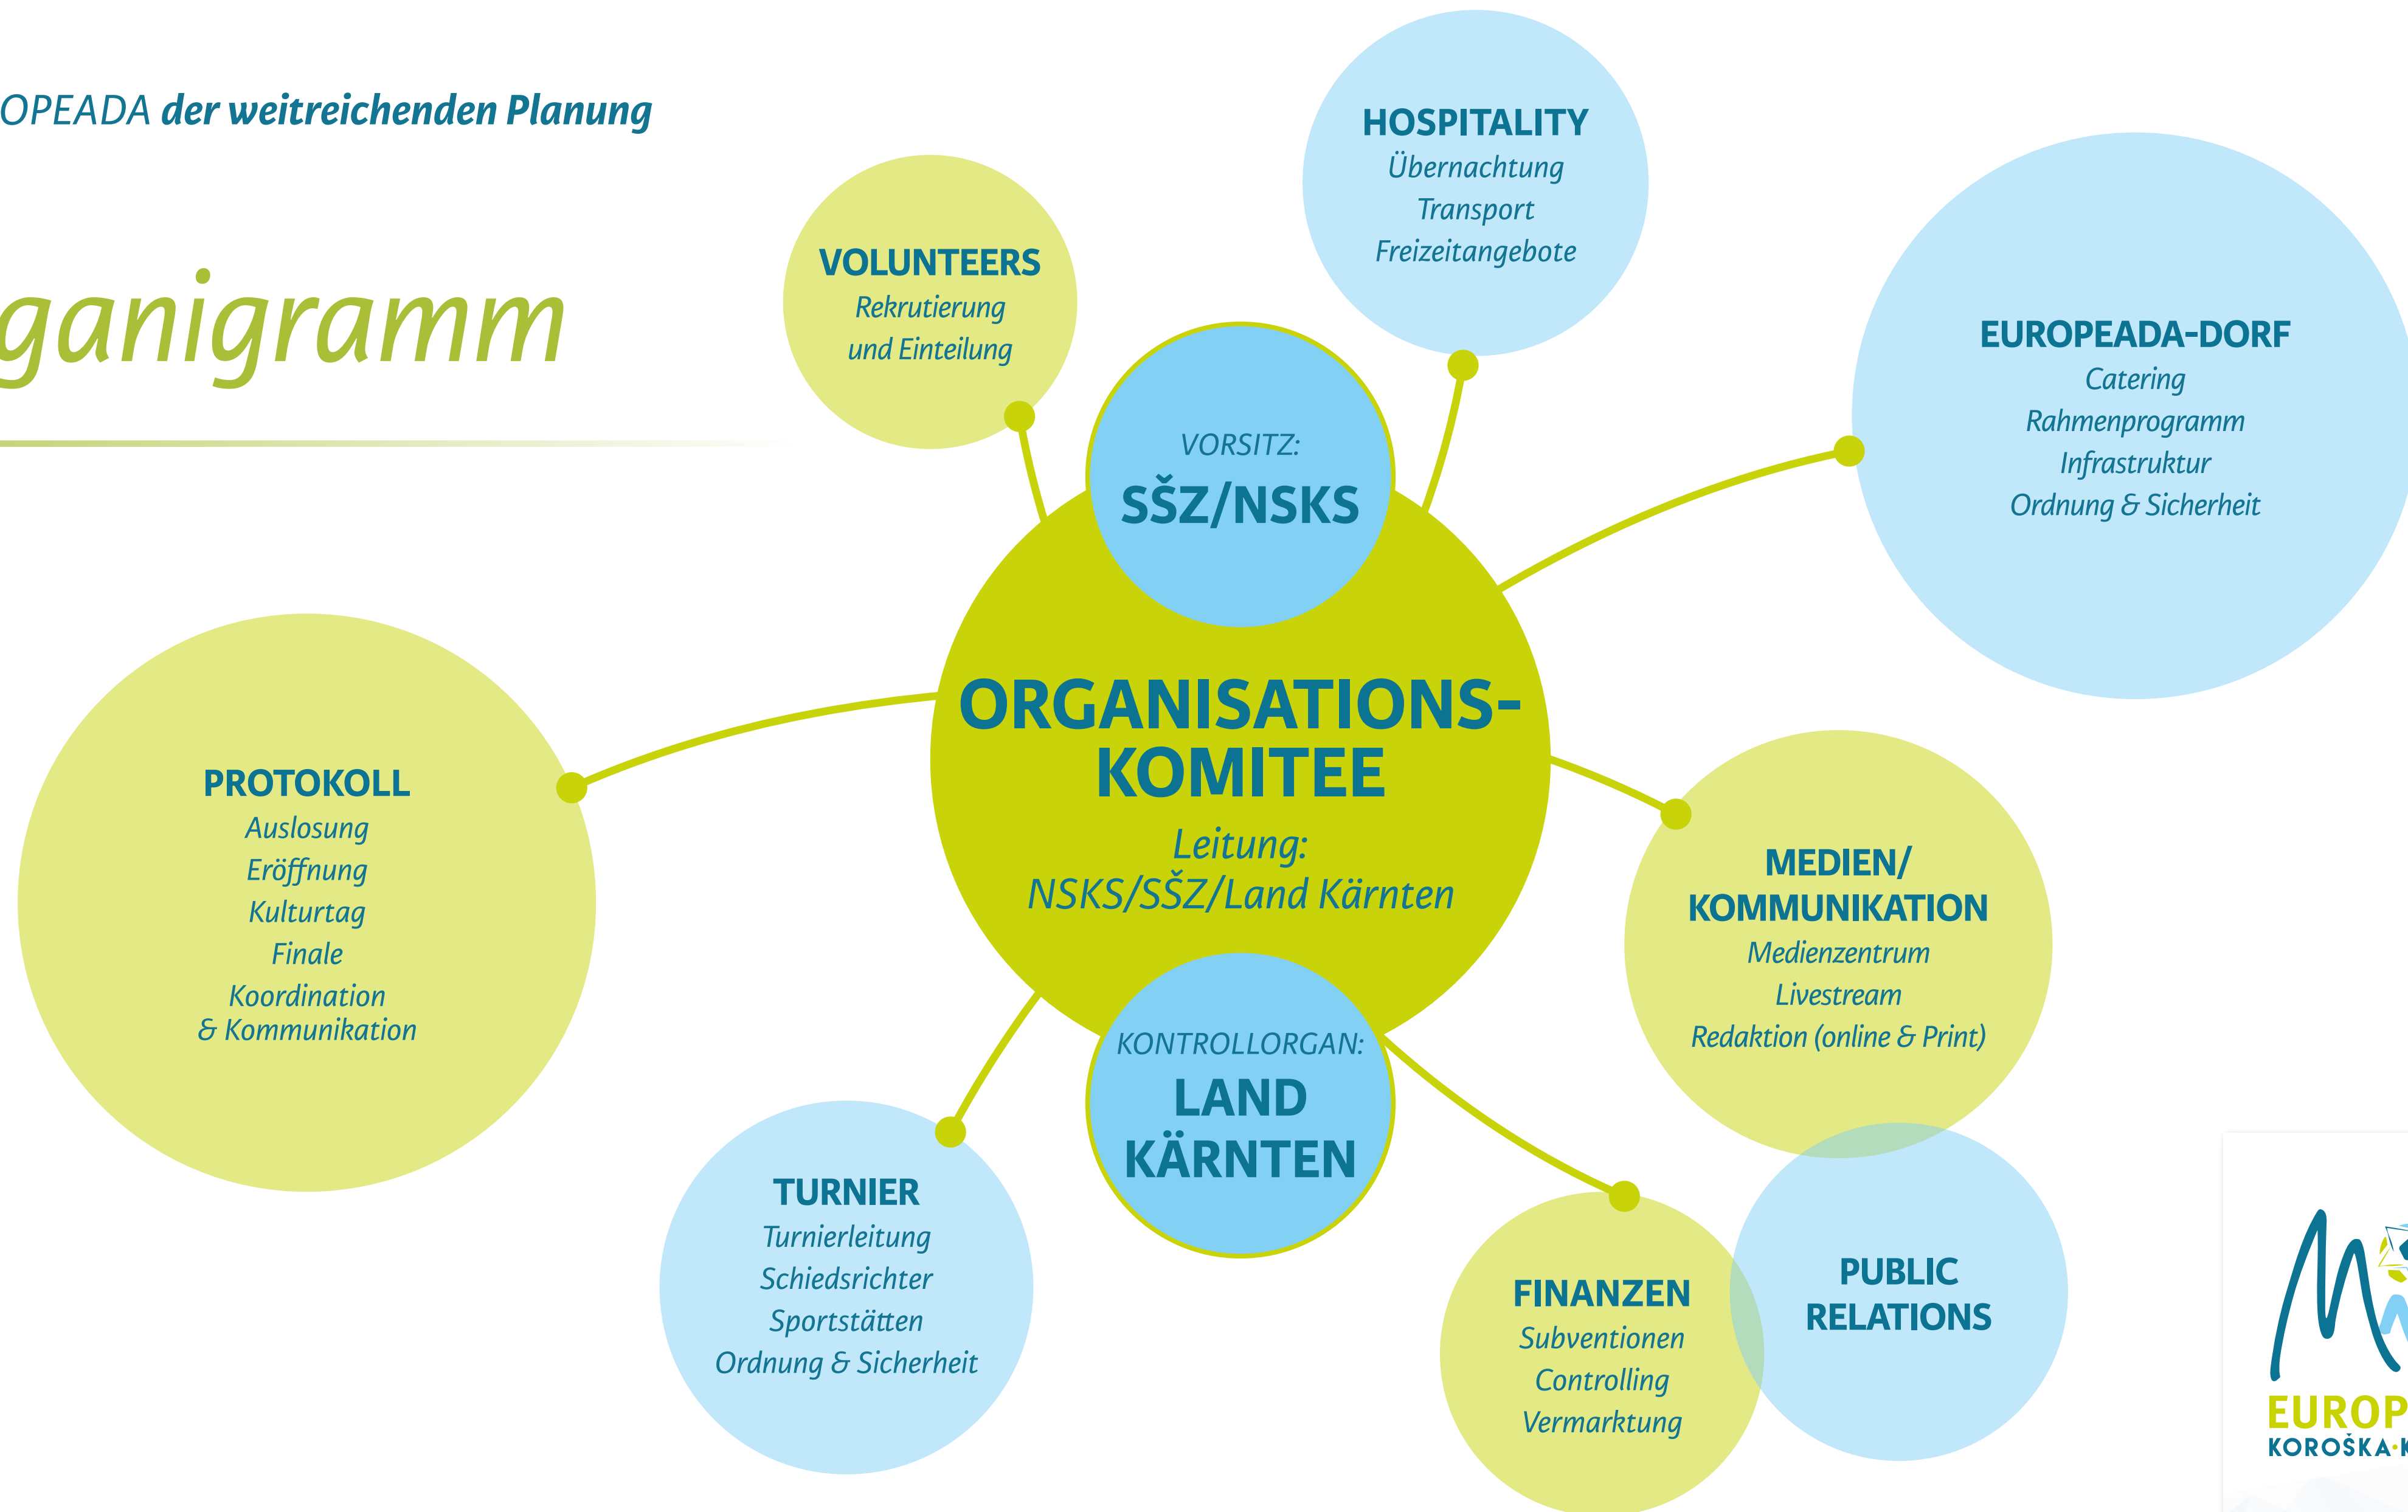 OPEADA der weitreichenden Planung
ganigramm
VOLUNTEERS
Rekrutierung
und Einteilung
HOSPITALITY
Übernachtung
Transport
Freizeitangebote
EUROPEADA-DORF
Catering
Rahmenprogramm
Infrastruktur
Ordnung & Sicherheit
VORSITZ:
SŠZ/NSKS
ORGANISATIONS-
KOMITEE
Leitung:
NSKS/SŠZ/Land Kärnten
KONTROLLORGAN:
LAND
KÄRNTEN
PROTOKOLL
Auslosung
Eröffnung
Kulturtag
Finale
Koordination
& Kommunikation
MEDIEN/
KOMMUNIKATION
Medienzentrum
Livestream
Redaktion (online & Print)
TURNIER
Turnierleitung
Schiedsrichter
Sportstätten
Ordnung & Sicherheit
FINANZEN
Subventionen
Controlling
Vermarktung
PUBLIC
RELATIONS
EUROP
KOROŠKA·K